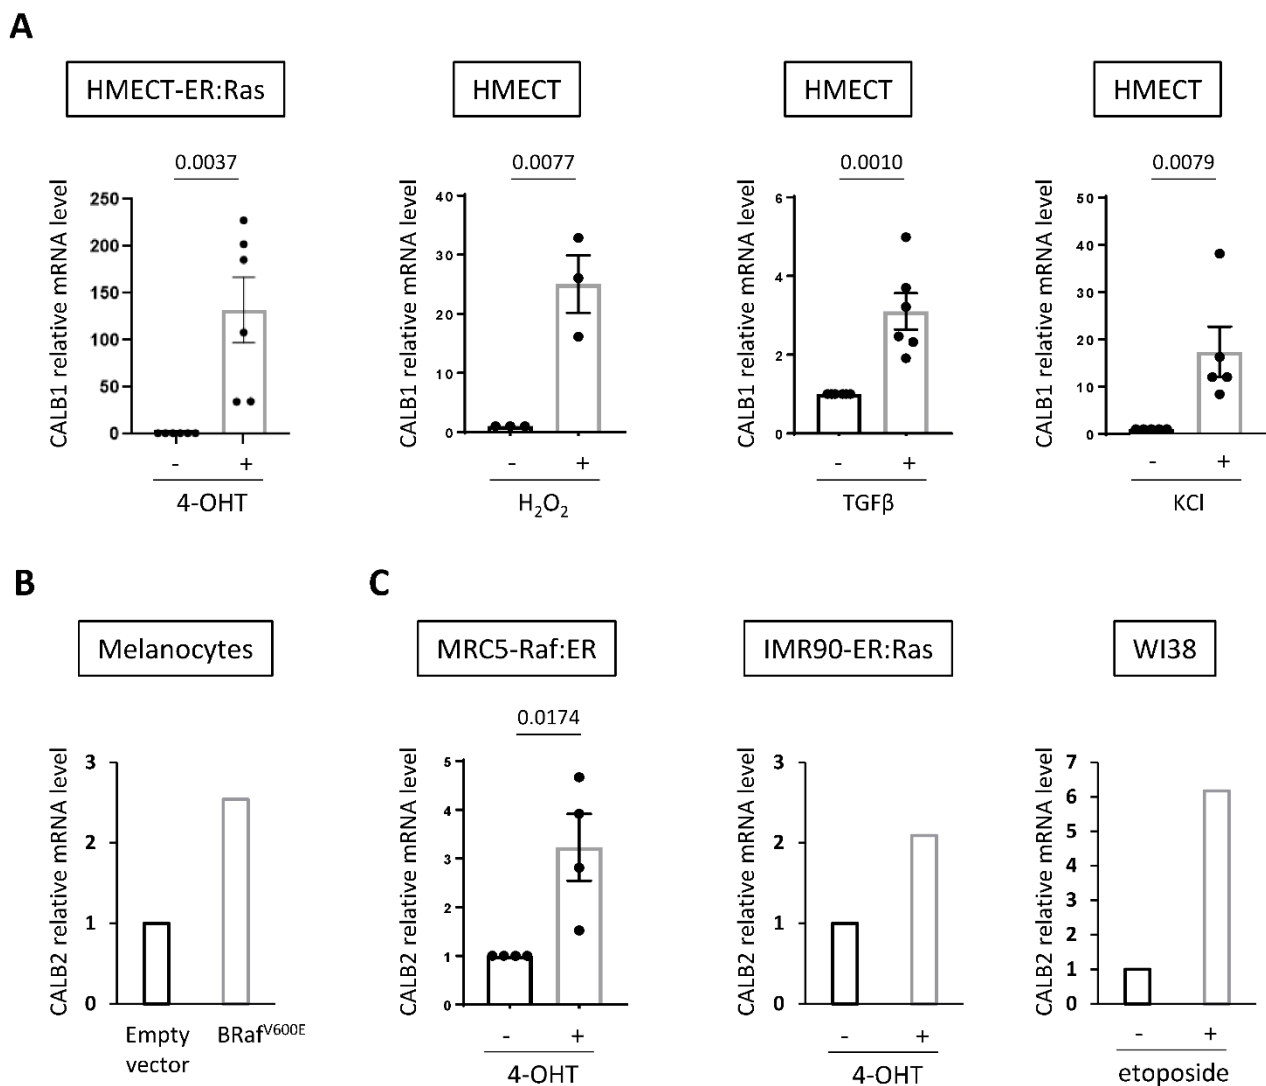 A
HMECT-ER:Ras
HMECT
HMECT
HMECT
0.0037
0.0077
0.0010
0.0079
CALB1 relative mRNA level
250
200
150
100
50
0
- +
4-OHT
CALB1 relative mRNA level
40
30
20
10
0
- +
H₂O₂
CALB1 relative mRNA level
6
4
2
0
- +
TGFβ
CALB1 relative mRNA level
50
40
30
20
10
0
- +
KCl
B
Melanocytes
CALB2 relative mRNA level
3
2
1
0
Empty
vector
BRafⱽ⁶⁰⁰ᴱ
C
MRC5-Raf:ER
IMR90-ER:Ras
WI38
0.0174
CALB2 relative mRNA level
5
4
3
2
1
0
- +
4-OHT
CALB2 relative mRNA level
3
2
1
0
- +
4-OHT
CALB2 relative mRNA level
7
6
5
4
3
2
1
0
- +
etoposide